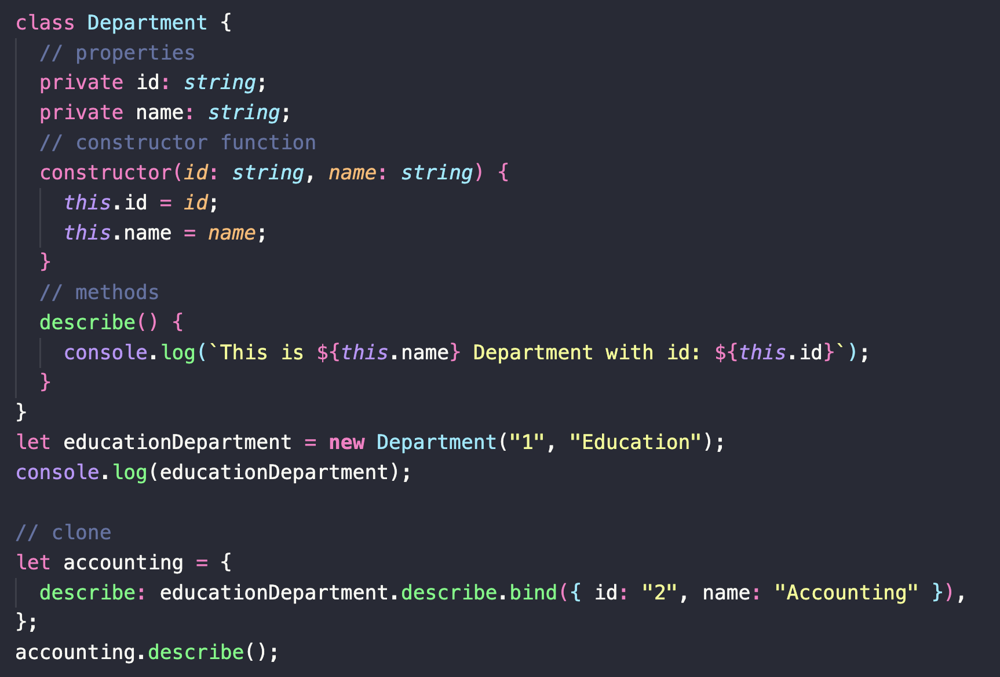 class Department {
  // properties
  private id: string;
  private name: string;
  // constructor function
  constructor(id: string, name: string) {
    this.id = id;
    this.name = name;
  }
  // methods
  describe() {
    console.log(`This is ${this.name} Department with id: ${this.id}`);
  }
}
let educationDepartment = new Department("1", "Education");
console.log(educationDepartment);

// clone
let accounting = {
  describe: educationDepartment.describe.bind({ id: "2", name: "Accounting" }),
};
accounting.describe();